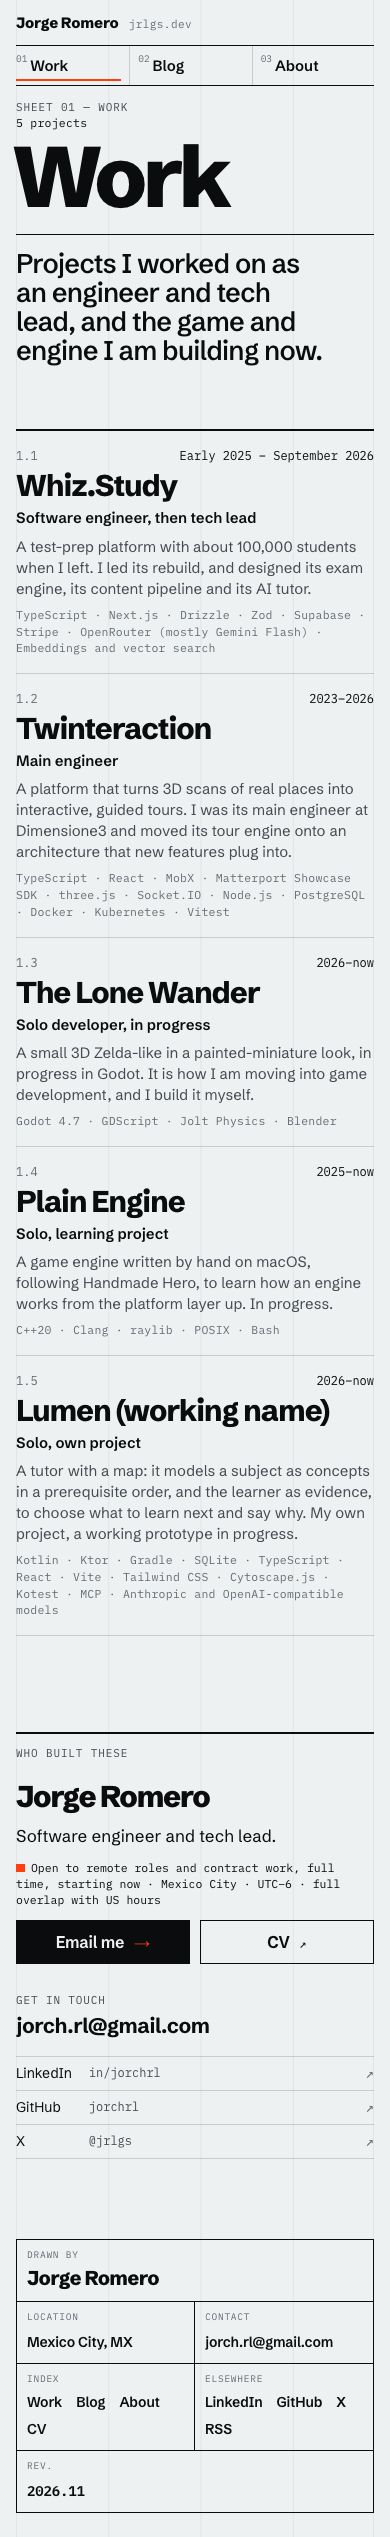 Jorge Romero jrlgs.dev
01 Work 02 Blog 03 About
SHEET 01 — WORK
5 projects
Work
Projects I worked on as
an engineer and tech
lead, and the game and
engine I am building now.
1.1 Early 2025 – September 2026
Whiz.Study
Software engineer, then tech lead
A test-prep platform with about 100,000 students
when I left. I led its rebuild, and designed its exam
engine, its content pipeline and its AI tutor.
TypeScript · Next.js · Drizzle · Zod · Supabase ·
Stripe · OpenRouter (mostly Gemini Flash) ·
Embeddings and vector search
1.2 2023–2026
Twinteraction
Main engineer
A platform that turns 3D scans of real places into
interactive, guided tours. I was its main engineer at
Dimensione3 and moved its tour engine onto an
architecture that new features plug into.
TypeScript · React · MobX · Matterport Showcase
SDK · three.js · Socket.IO · Node.js · PostgreSQL
· Docker · Kubernetes · Vitest
1.3 2026–now
The Lone Wander
Solo developer, in progress
A small 3D Zelda-like in a painted-miniature look, in
progress in Godot. It is how I am moving into game
development, and I build it myself.
Godot 4.7 · GDScript · Jolt Physics · Blender
1.4 2025–now
Plain Engine
Solo, learning project
A game engine written by hand on macOS,
following Handmade Hero, to learn how an engine
works from the platform layer up. In progress.
C++20 · Clang · raylib · POSIX · Bash
1.5 2026–now
Lumen (working name)
Solo, own project
A tutor with a map: it models a subject as concepts
in a prerequisite order, and the learner as evidence,
to choose what to learn next and say why. My own
project, a working prototype in progress.
Kotlin · Ktor · Gradle · SQLite · TypeScript ·
React · Vite · Tailwind CSS · Cytoscape.js ·
Kotest · MCP · Anthropic and OpenAI-compatible
models
WHO BUILT THESE
Jorge Romero
Software engineer and tech lead.
Open to remote roles and contract work, full
time, starting now · Mexico City · UTC−6 · full
overlap with US hours
Email me → CV ↗
GET IN TOUCH
jorch.rl@gmail.com
LinkedIn in/jorchrl ↗
GitHub jorchrl ↗
X @jrlgs ↗
DRAWN BY
Jorge Romero
LOCATION CONTACT
Mexico City, MX jorch.rl@gmail.com
INDEX ELSEWHERE
Work Blog About LinkedIn GitHub X
CV RSS
REV.
2026.11